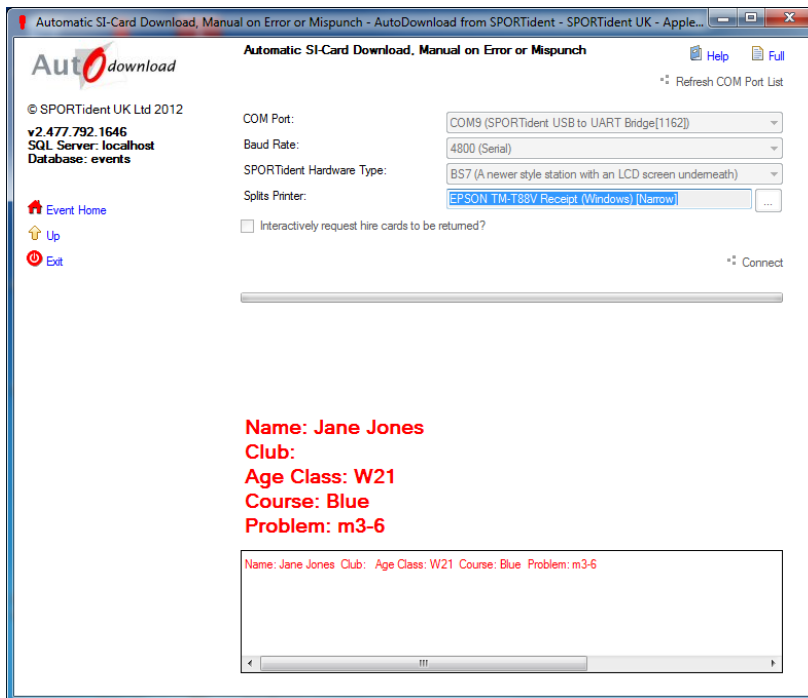 Automatic SI-Card Download, Manual on Error or Mispunch - AutoDownload from SPORTident - SPORTident UK - Apple...
AutOdownload
Automatic SI-Card Download, Manual on Error or Mispunch
Help
Full
Refresh COM Port List
© SPORTident UK Ltd 2012
v2.477.792.1646
SQL Server: localhost
Database: events
COM Port:
COM9 (SPORTident USB to UART Bridge[1162])
Baud Rate:
4800 (Serial)
SPORTident Hardware Type:
BS7 (A newer style station with an LCD screen underneath)
Splits Printer:
EPSON TM-T88V Receipt (Windows) [Narrow]
...
Event Home
Up
Exit
Interactively request hire cards to be returned?
Connect
Name: Jane Jones
Club:
Age Class: W21
Course: Blue
Problem: m3-6
Name: Jane Jones Club: Age Class: W21 Course: Blue Problem: m3-6